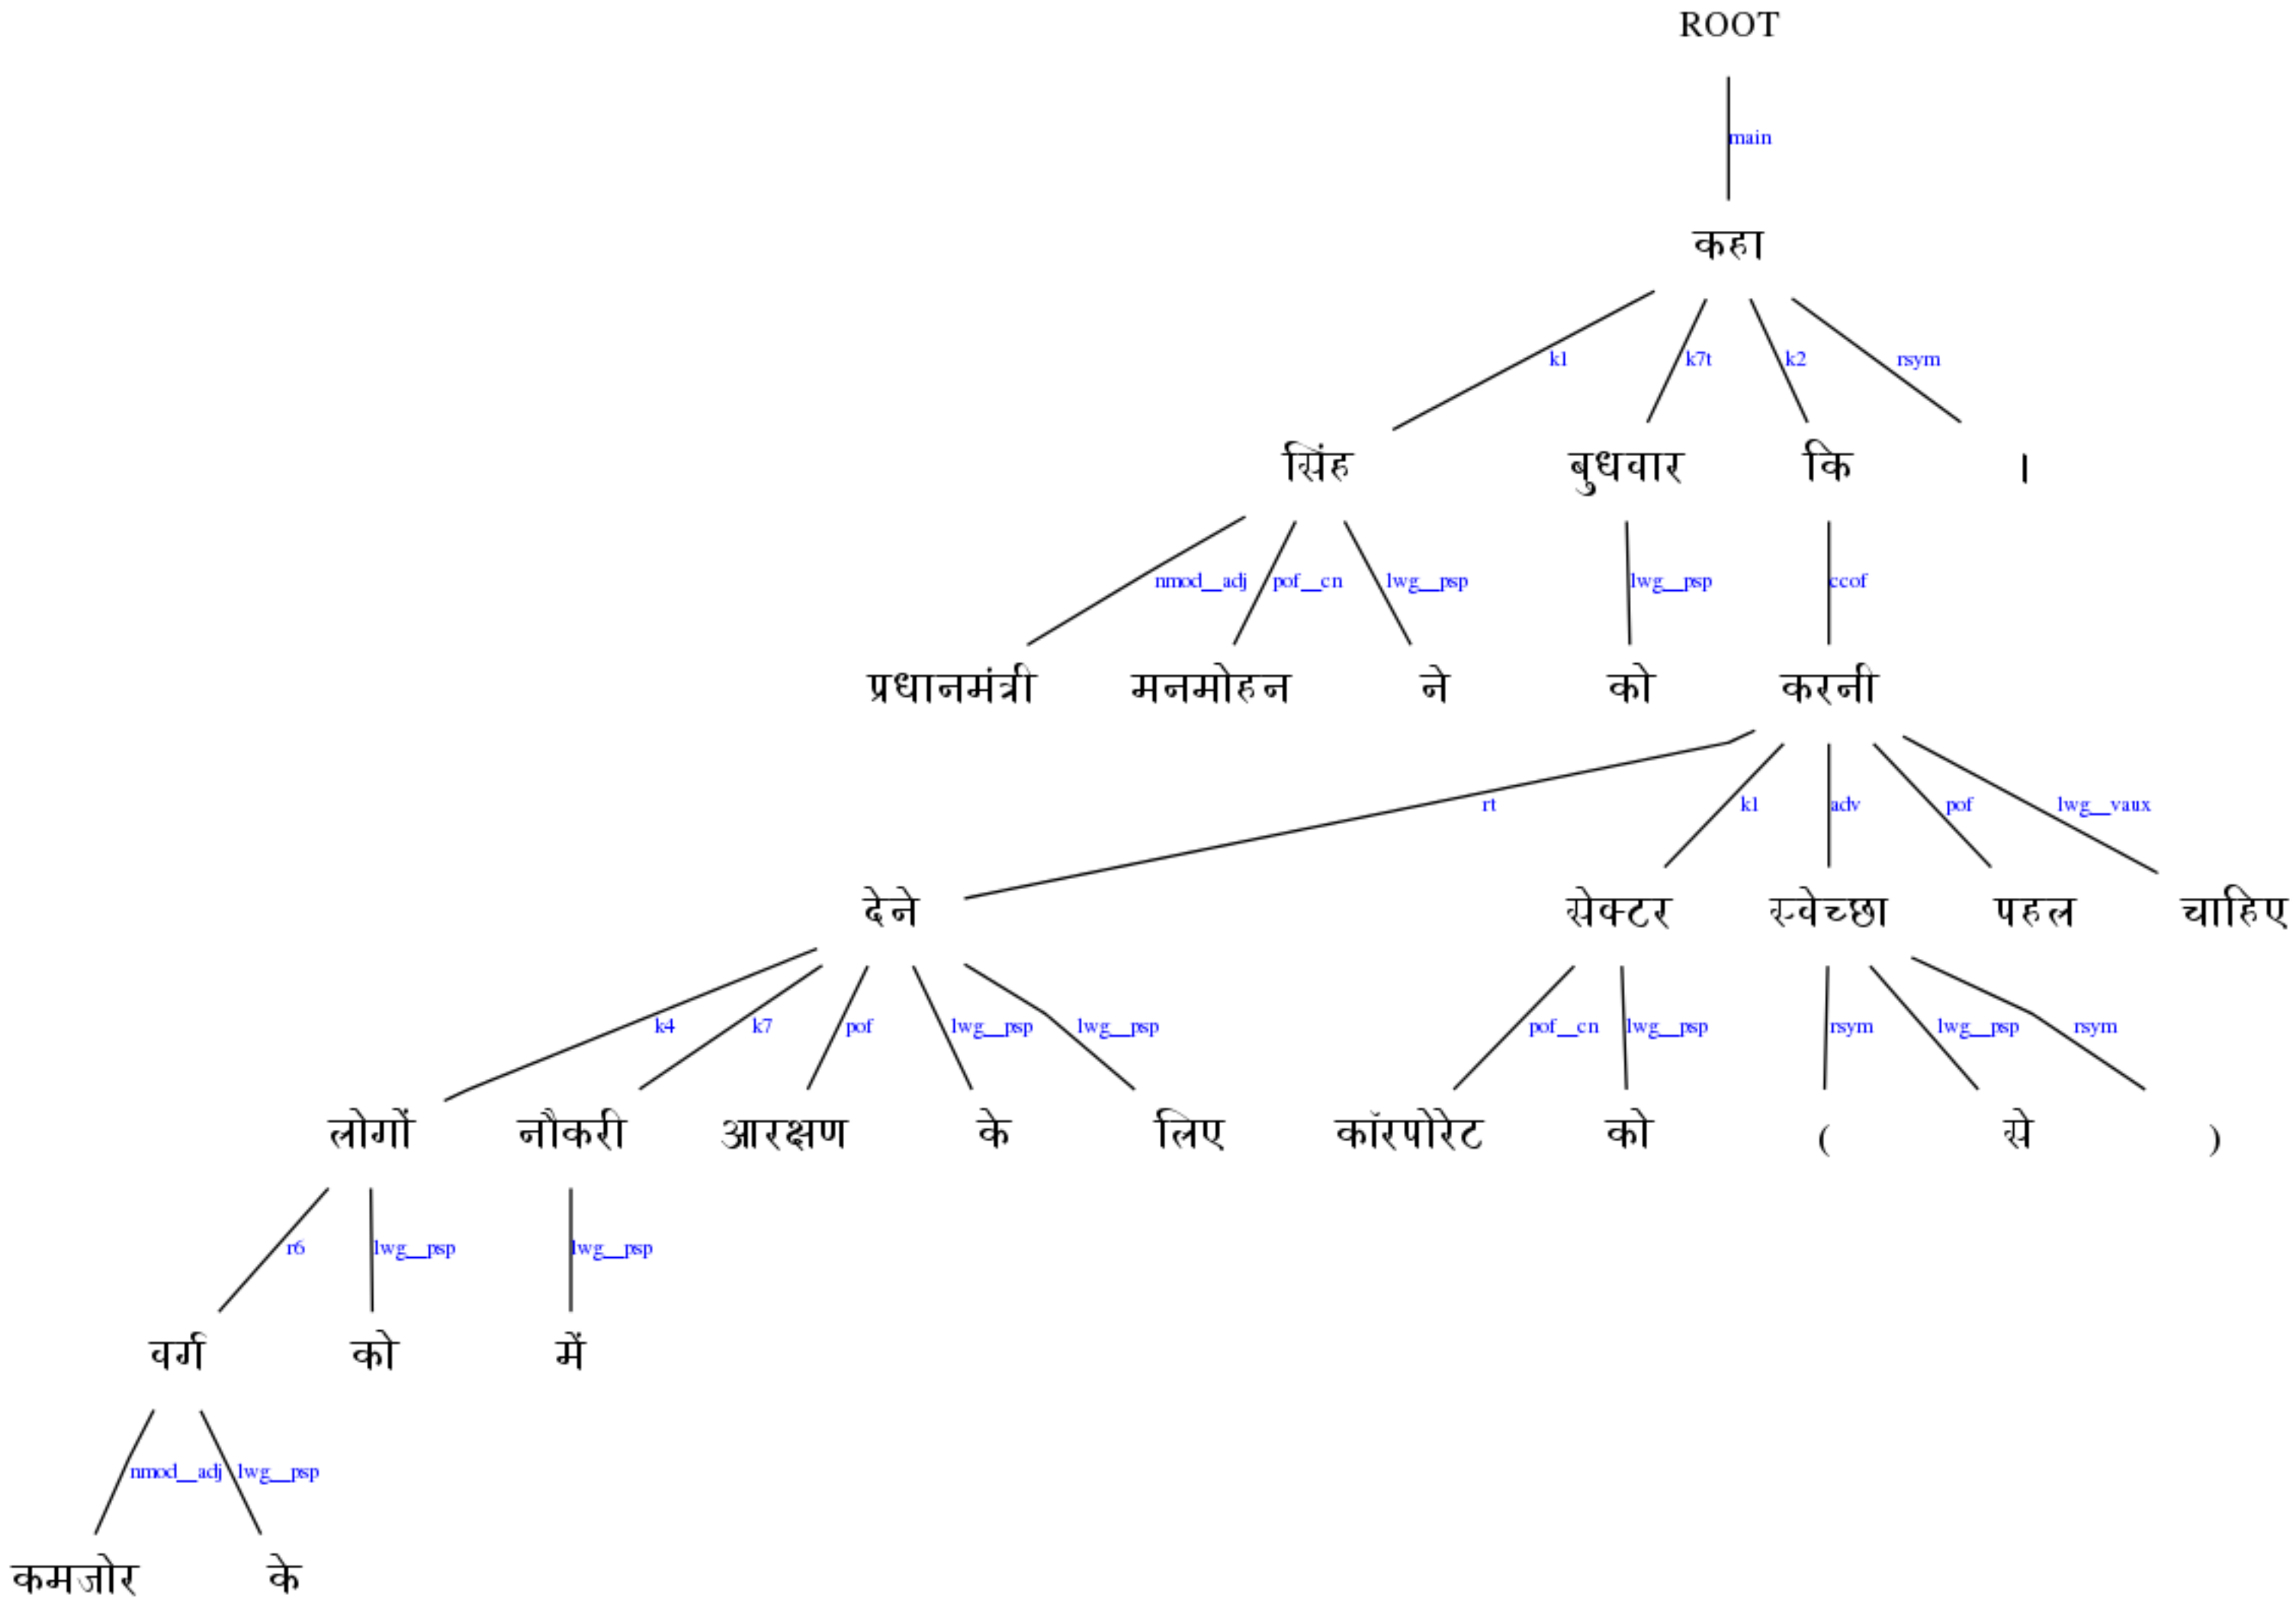 ROOT
main
कहा
k1 k7t k2 rsym
सिंह बुधवार कि ।
nmod__adj pof__cn lwg__psp lwg__psp ccof
प्रधानमंत्री मनमोहन ने को करनी
rt k1 adv pof lwg__vaux
देने सेक्टर स्वेच्छा पहल चाहिए
k4 k7 pof lwg__psp lwg__psp pof__cn lwg__psp rsym lwg__psp rsym
लोगों नौकरी आरक्षण के लिए कॉरपोरेट को ( से )
r6 lwg__psp lwg__psp
वर्ग को में
nmod__adj lwg__psp
कमजोर के